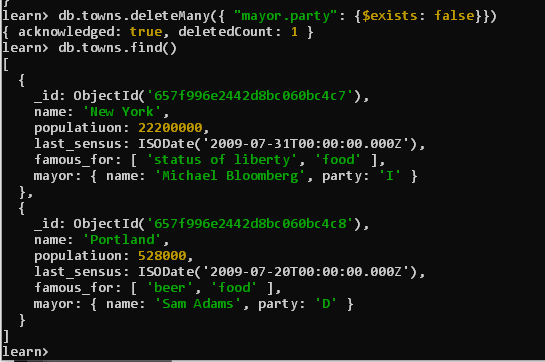 }
learn> db.towns.deleteMany({ "mayor.party": {$exists: false}})
{ acknowledged: true, deletedCount: 1 }
learn> db.towns.find()
[
  {
    _id: ObjectId('657f996e2442d8bc060bc4c7'),
    name: 'New York',
    populatiuon: 22200000,
    last_sensus: ISODate('2009-07-31T00:00:00.000Z'),
    famous_for: [ 'status of liberty', 'food' ],
    mayor: { name: 'Michael Bloomberg', party: 'I' }
  },
  {
    _id: ObjectId('657f996e2442d8bc060bc4c8'),
    name: 'Portland',
    populatiuon: 528000,
    last_sensus: ISODate('2009-07-20T00:00:00.000Z'),
    famous_for: [ 'beer', 'food' ],
    mayor: { name: 'Sam Adams', party: 'D' }
  }
]
learn>